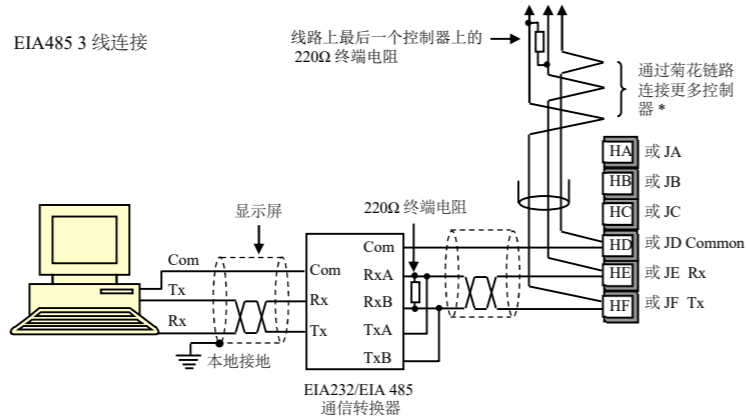 EIA485 3 线连接
线路上最后一个控制器上的
220Ω 终端电阻
通过菊花链路
连接更多控制
器 *
HA 或 JA
HB 或 JB
HC 或 JC
HD 或 JD Common
HE 或 JE Rx
HF 或 JF Tx
显示屏
220Ω 终端电阻
Com
Tx
Rx
本地接地
Com
Rx
Tx
Com
RxA
RxB
TxA
TxB
EIA232/EIA 485
通信转换器